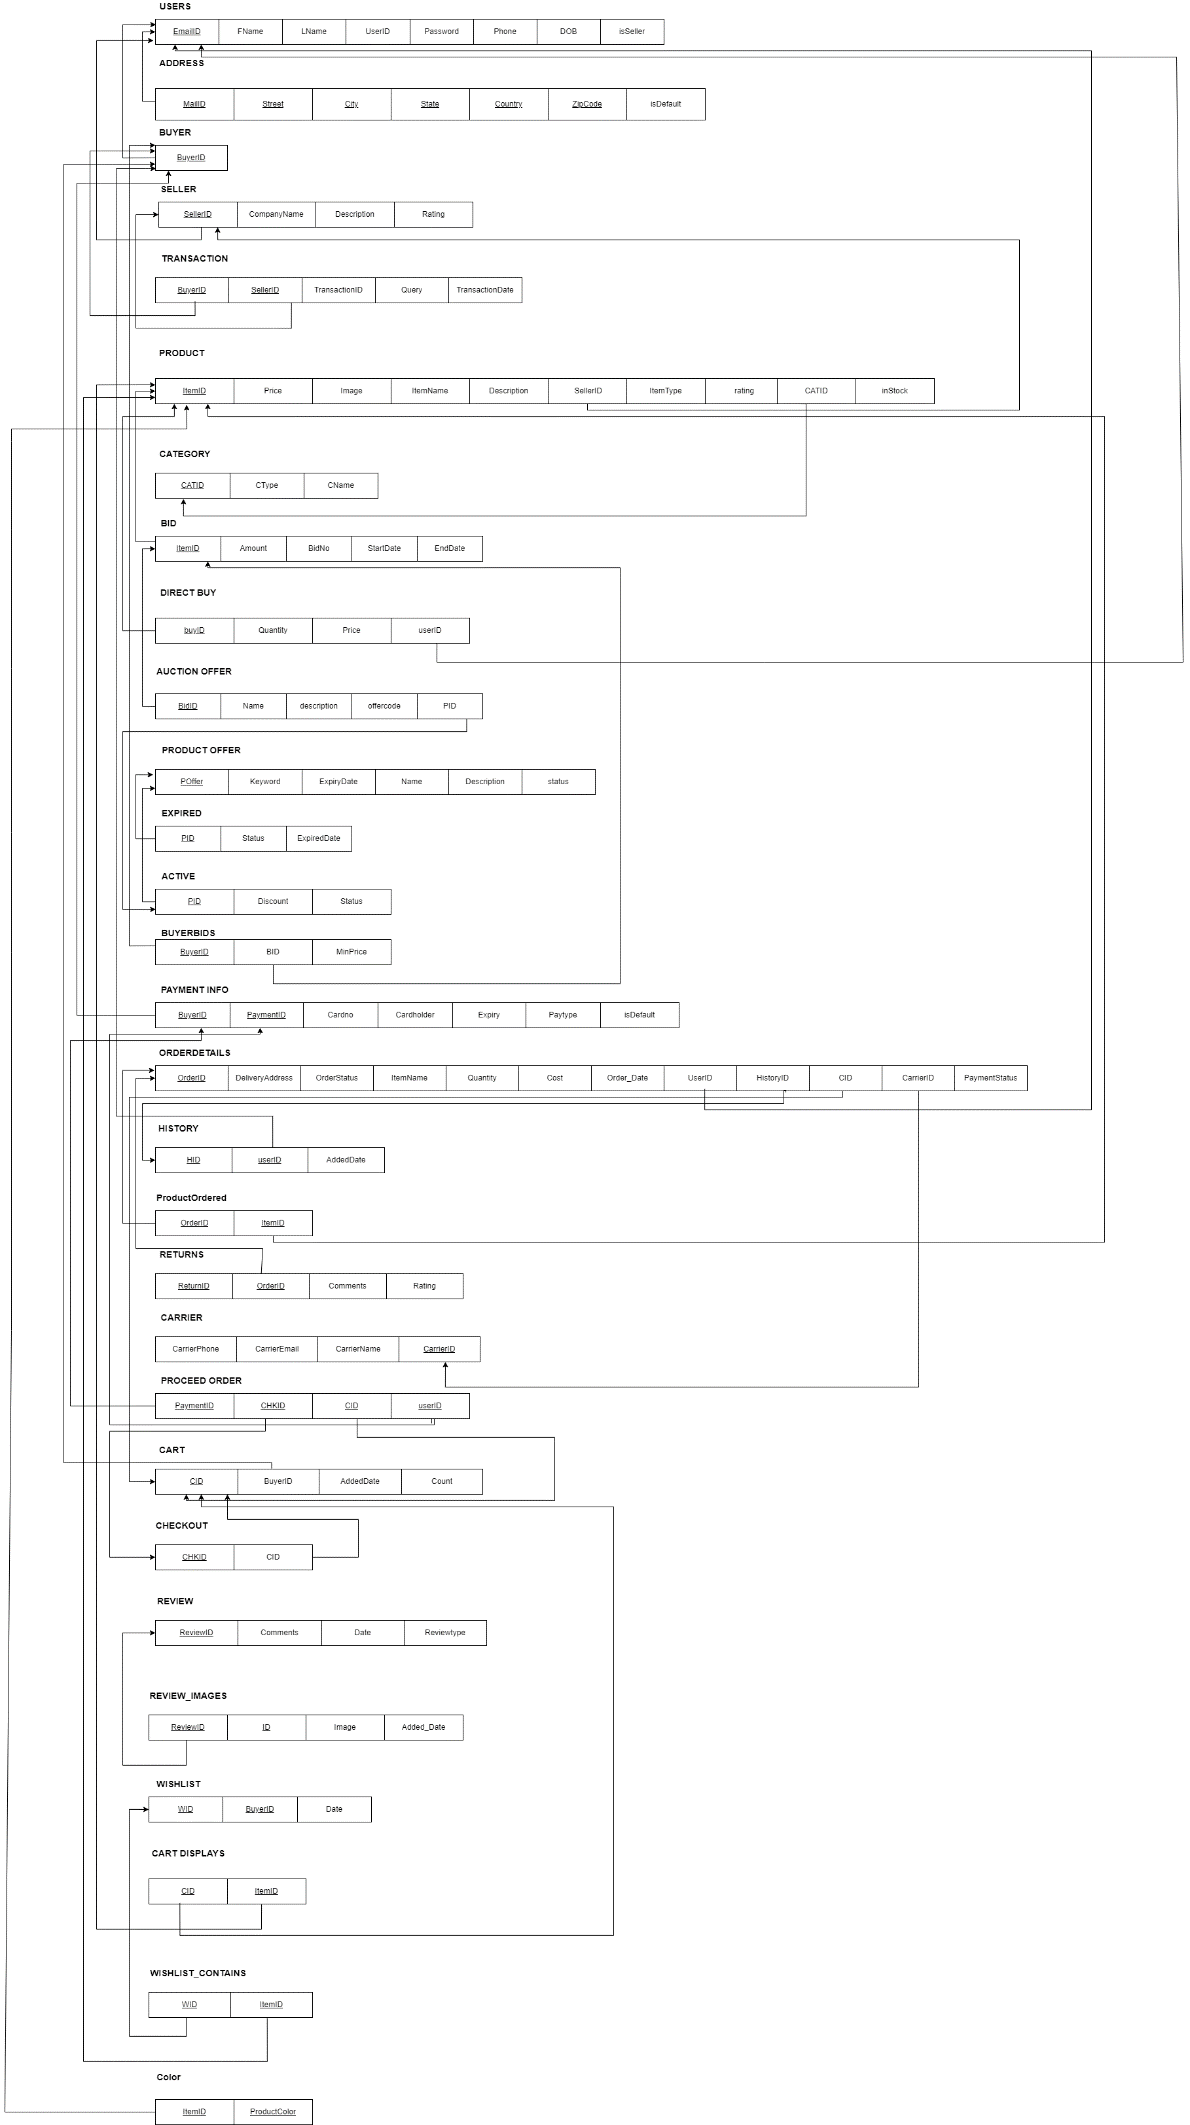 USERS
EmailID FName LName UserID Password Phone DOB isSeller
ADDRESS
MailID Street City State Country ZipCode isDefault
BUYER
BuyerID
SELLER
SellerID CompanyName Description Rating
TRANSACTION
BuyerID SellerID TransactionID Query TransactionDate
PRODUCT
ItemID Price Image ItemName Description SellerID ItemType rating CATID inStock
CATEGORY
CATID CType CName
BID
ItemID Amount BidNo StartDate EndDate
DIRECT BUY
buyID Quantity Price userID
AUCTION OFFER
BidID Name description offercode PID
PRODUCT OFFER
POffer Keyword ExpiryDate Name Description status
EXPIRED
PID Status ExpiredDate
ACTIVE
PID Discount Status
BUYERBIDS
BuyerID BID MinPrice
PAYMENT INFO
BuyerID PaymentID Cardno Cardholder Expiry Paytype isDefault
ORDERDETAILS
OrderID DeliveryAddress OrderStatus ItemName Quantity Cost Order_Date UserID HistoryID CID CarrierID PaymentStatus
HISTORY
HID userID AddedDate
ProductOrdered
OrderID ItemID
RETURNS
ReturnID OrderID Comments Rating
CARRIER
CarrierPhone CarrierEmail CarrierName CarrierID
PROCEED ORDER
PaymentID CHKID CID userID
CART
CID BuyerID AddedDate Count
CHECKOUT
CHKID CID
REVIEW
ReviewID Comments Date Reviewtype
REVIEW_IMAGES
ReviewID ID Image Added_Date
WISHLIST
WID BuyerID Date
CART DISPLAYS
CID ItemID
WISHLIST_CONTAINS
WID ItemID
Color
ItemID ProductColor